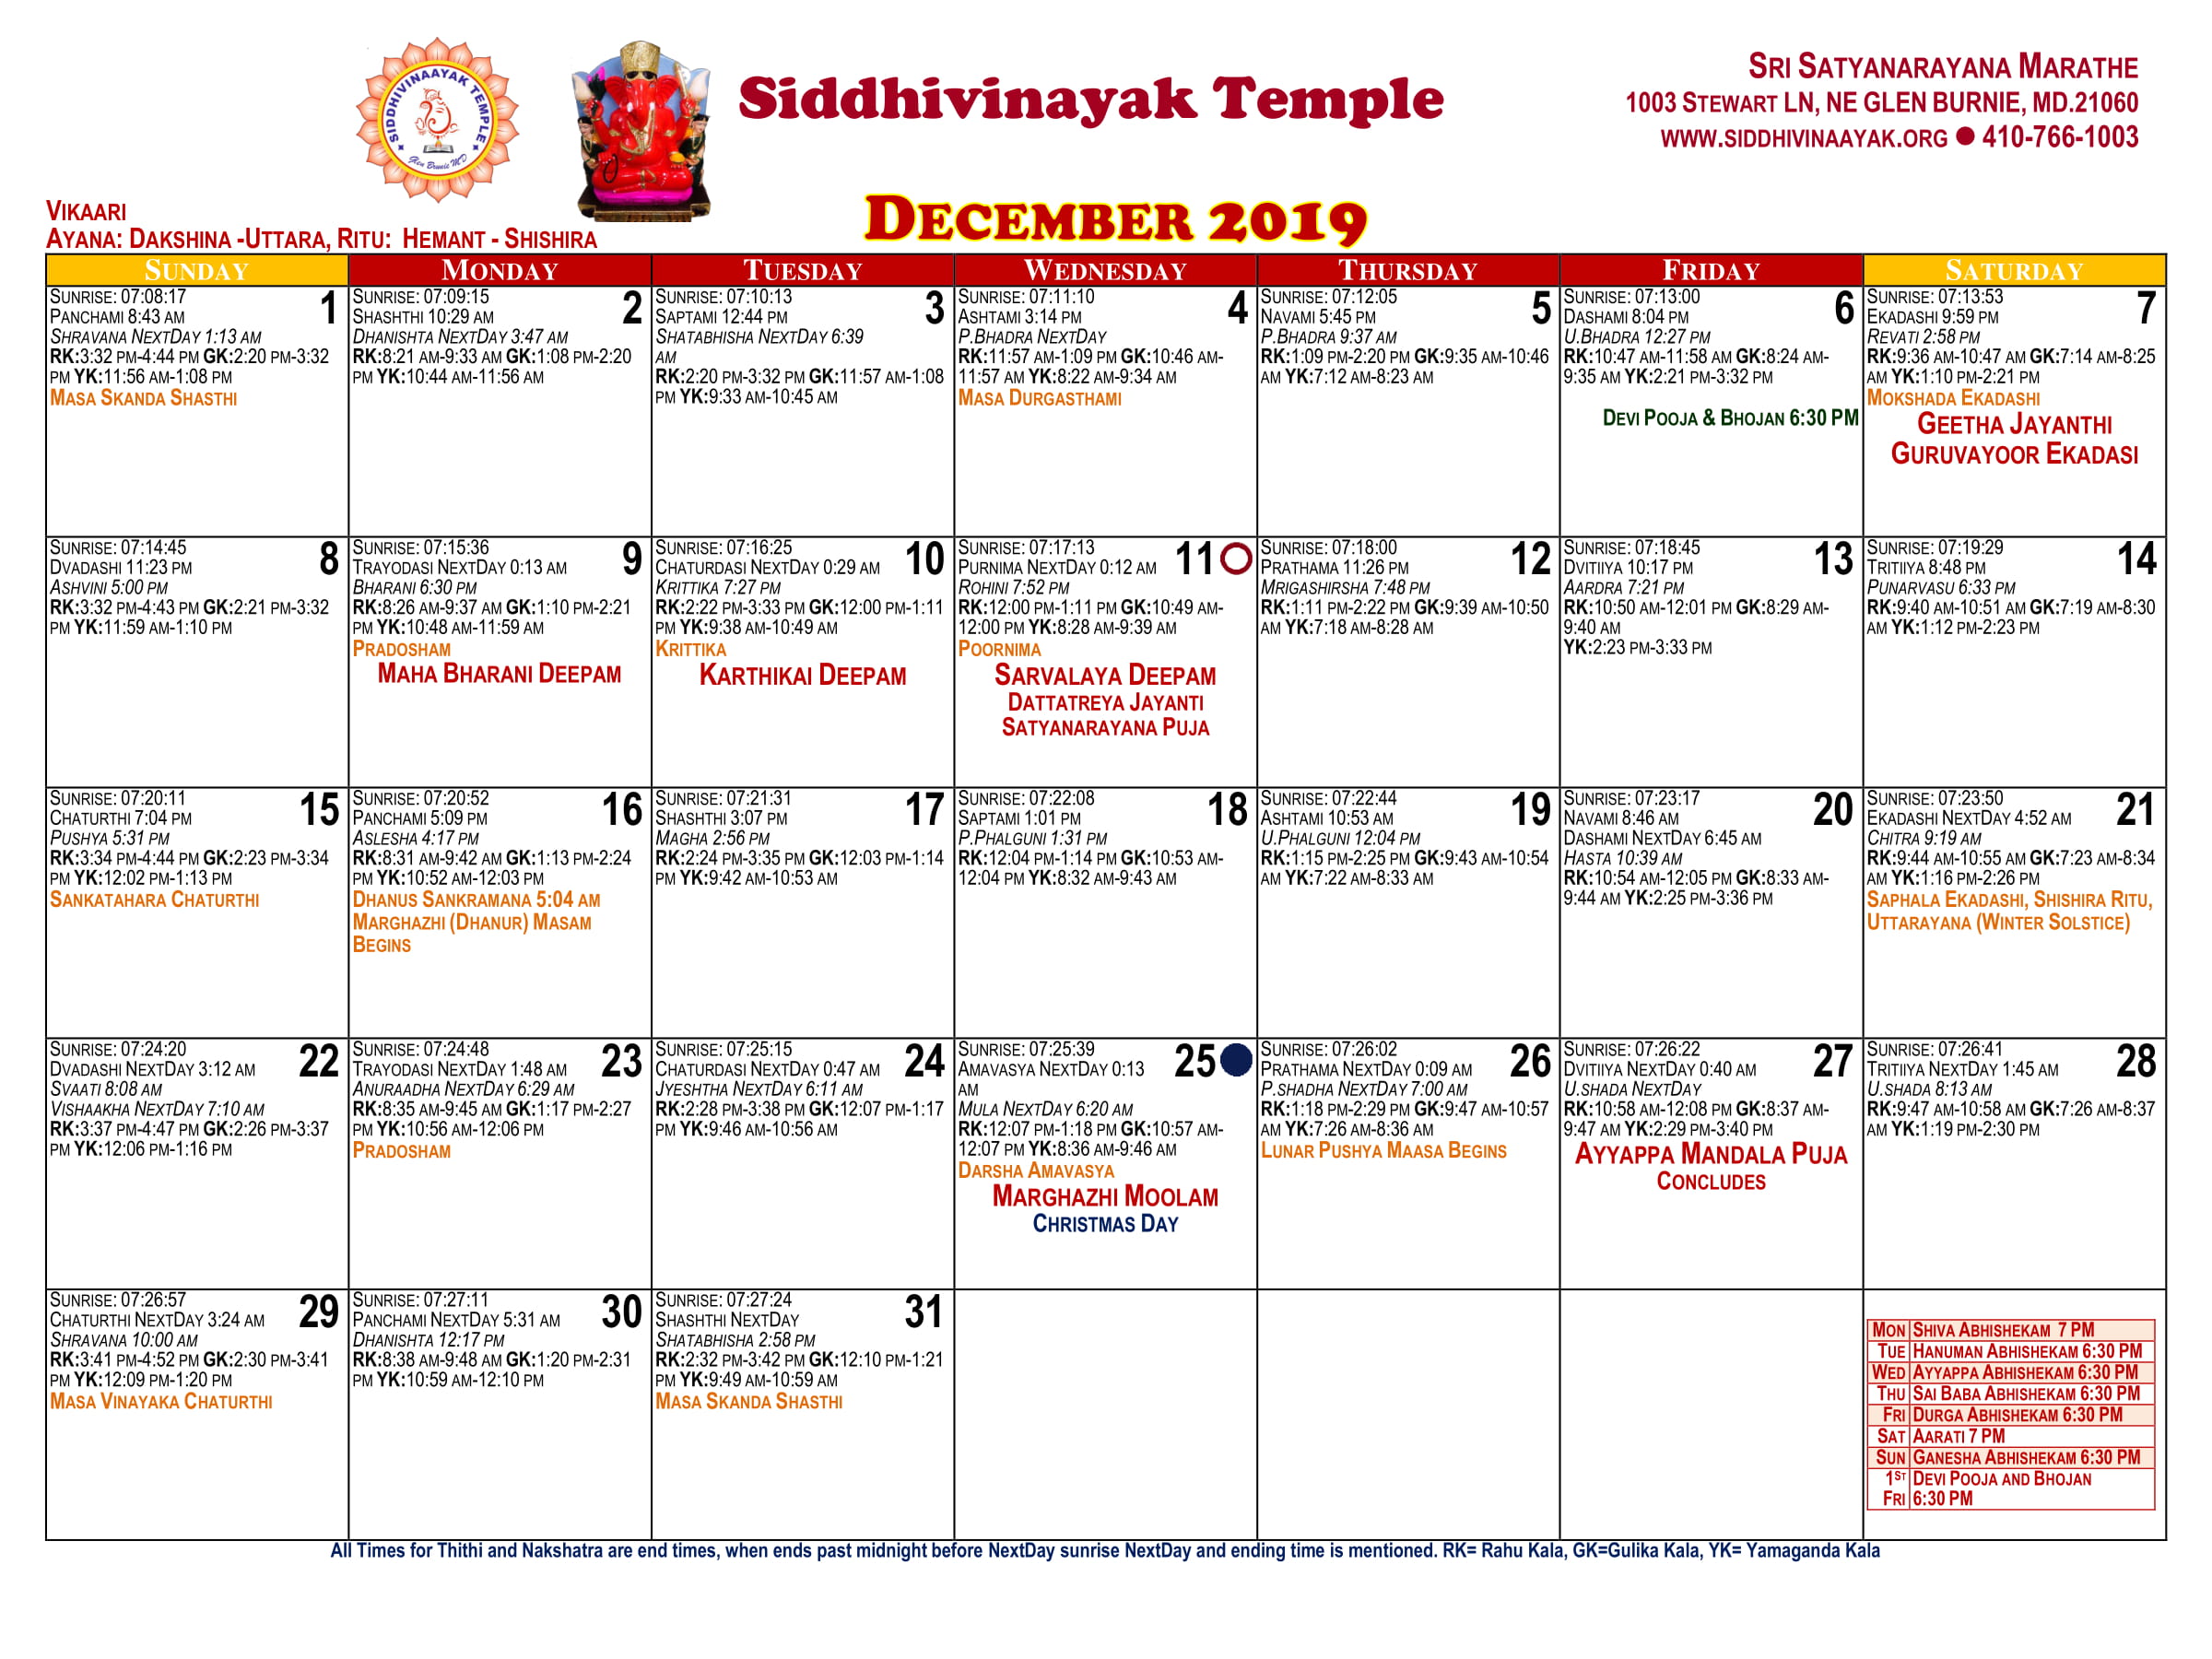 SIDDHIVINAAYAK TEMPLE
Glen Burnie MD
Siddhivinayak Temple
SRI SATYANARAYANA MARATHE
1003 STEWART LN, NE GLEN BURNIE, MD.21060
WWW.SIDDHIVINAAYAK.ORG ● 410-766-1003
VIKAARI
AYANA: DAKSHINA -UTTARA, RITU: HEMANT - SHISHIRA
DECEMBER 2019
SUNDAY MONDAY TUESDAY WEDNESDAY THURSDAY FRIDAY SATURDAY
SUNRISE: 07:08:17 1
PANCHAMI 8:43 AM
SHRAVANA NEXTDAY 1:13 AM
RK:3:32 PM-4:44 PM GK:2:20 PM-3:32
PM YK:11:56 AM-1:08 PM
MASA SKANDA SHASTHI
SUNRISE: 07:09:15 2
SHASHTHI 10:29 AM
DHANISHTA NEXTDAY 3:47 AM
RK:8:21 AM-9:33 AM GK:1:08 PM-2:20
PM YK:10:44 AM-11:56 AM
SUNRISE: 07:10:13 3
SAPTAMI 12:44 PM
SHATABHISHA NEXTDAY 6:39
AM
RK:2:20 PM-3:32 PM GK:11:57 AM-1:08
PM YK:9:33 AM-10:45 AM
SUNRISE: 07:11:10 4
ASHTAMI 3:14 PM
P.BHADRA NEXTDAY
RK:11:57 AM-1:09 PM GK:10:46 AM-
11:57 AM YK:8:22 AM-9:34 AM
MASA DURGASTHAMI
SUNRISE: 07:12:05 5
NAVAMI 5:45 PM
P.BHADRA 9:37 AM
RK:1:09 PM-2:20 PM GK:9:35 AM-10:46
AM YK:7:12 AM-8:23 AM
SUNRISE: 07:13:00 6
DASHAMI 8:04 PM
U.BHADRA 12:27 PM
RK:10:47 AM-11:58 AM GK:8:24 AM-
9:35 AM YK:2:21 PM-3:32 PM
DEVI POOJA & BHOJAN 6:30 PM
SUNRISE: 07:13:53 7
EKADASHI 9:59 PM
REVATI 2:58 PM
RK:9:36 AM-10:47 AM GK:7:14 AM-8:25
AM YK:1:10 PM-2:21 PM
MOKSHADA EKADASHI
GEETHA JAYANTHI
GURUVAYOOR EKADASI
SUNRISE: 07:14:45 8
DVADASHI 11:23 PM
ASHVINI 5:00 PM
RK:3:32 PM-4:43 PM GK:2:21 PM-3:32
PM YK:11:59 AM-1:10 PM
SUNRISE: 07:15:36 9
TRAYODASI NEXTDAY 0:13 AM
BHARANI 6:30 PM
RK:8:26 AM-9:37 AM GK:1:10 PM-2:21
PM YK:10:48 AM-11:59 AM
PRADOSHAM
MAHA BHARANI DEEPAM
SUNRISE: 07:16:25 10
CHATURDASI NEXTDAY 0:29 AM
KRITTIKA 7:27 PM
RK:2:22 PM-3:33 PM GK:12:00 PM-1:11
PM YK:9:38 AM-10:49 AM
KRITTIKA
KARTHIKAI DEEPAM
SUNRISE: 07:17:13 11
PURNIMA NEXTDAY 0:12 AM
ROHINI 7:52 PM
RK:12:00 PM-1:11 PM GK:10:49 AM-
12:00 PM YK:8:28 AM-9:39 AM
POORNIMA
SARVALAYA DEEPAM
DATTATREYA JAYANTI
SATYANARAYANA PUJA
SUNRISE: 07:18:00 12
PRATHAMA 11:26 PM
MRIGASHIRSHA 7:48 PM
RK:1:11 PM-2:22 PM GK:9:39 AM-10:50
AM YK:7:18 AM-8:28 AM
SUNRISE: 07:18:45 13
DVITIIYA 10:17 PM
AARDRA 7:21 PM
RK:10:50 AM-12:01 PM GK:8:29 AM-
9:40 AM
YK:2:23 PM-3:33 PM
SUNRISE: 07:19:29 14
TRITIIYA 8:48 PM
PUNARVASU 6:33 PM
RK:9:40 AM-10:51 AM GK:7:19 AM-8:30
AM YK:1:12 PM-2:23 PM
SUNRISE: 07:20:11 15
CHATURTHI 7:04 PM
PUSHYA 5:31 PM
RK:3:34 PM-4:44 PM GK:2:23 PM-3:34
PM YK:12:02 PM-1:13 PM
SANKATAHARA CHATURTHI
SUNRISE: 07:20:52 16
PANCHAMI 5:09 PM
ASLESHA 4:17 PM
RK:8:31 AM-9:42 AM GK:1:13 PM-2:24
PM YK:10:52 AM-12:03 PM
DHANUS SANKRAMANA 5:04 AM
MARGHAZHI (DHANUR) MASAM
BEGINS
SUNRISE: 07:21:31 17
SHASHTHI 3:07 PM
MAGHA 2:56 PM
RK:2:24 PM-3:35 PM GK:12:03 PM-1:14
PM YK:9:42 AM-10:53 AM
SUNRISE: 07:22:08 18
SAPTAMI 1:01 PM
P.PHALGUNI 1:31 PM
RK:12:04 PM-1:14 PM GK:10:53 AM-
12:04 PM YK:8:32 AM-9:43 AM
SUNRISE: 07:22:44 19
ASHTAMI 10:53 AM
U.PHALGUNI 12:04 PM
RK:1:15 PM-2:25 PM GK:9:43 AM-10:54
AM YK:7:22 AM-8:33 AM
SUNRISE: 07:23:17 20
NAVAMI 8:46 AM
DASHAMI NEXTDAY 6:45 AM
HASTA 10:39 AM
RK:10:54 AM-12:05 PM GK:8:33 AM-
9:44 AM YK:2:25 PM-3:36 PM
SUNRISE: 07:23:50 21
EKADASHI NEXTDAY 4:52 AM
CHITRA 9:19 AM
RK:9:44 AM-10:55 AM GK:7:23 AM-8:34
AM YK:1:16 PM-2:26 PM
SAPHALA EKADASHI, SHISHIRA RITU,
UTTARAYANA (WINTER SOLSTICE)
SUNRISE: 07:24:20 22
DVADASHI NEXTDAY 3:12 AM
SVAATI 8:08 AM
VISHAAKHA NEXTDAY 7:10 AM
RK:3:37 PM-4:47 PM GK:2:26 PM-3:37
PM YK:12:06 PM-1:16 PM
SUNRISE: 07:24:48 23
TRAYODASI NEXTDAY 1:48 AM
ANURAADHA NEXTDAY 6:29 AM
RK:8:35 AM-9:45 AM GK:1:17 PM-2:27
PM YK:10:56 AM-12:06 PM
PRADOSHAM
SUNRISE: 07:25:15 24
CHATURDASI NEXTDAY 0:47 AM
JYESHTHA NEXTDAY 6:11 AM
RK:2:28 PM-3:38 PM GK:12:07 PM-1:17
PM YK:9:46 AM-10:56 AM
SUNRISE: 07:25:39 25
AMAVASYA NEXTDAY 0:13
AM
MULA NEXTDAY 6:20 AM
RK:12:07 PM-1:18 PM GK:10:57 AM-
12:07 PM YK:8:36 AM-9:46 AM
DARSHA AMAVASYA
MARGHAZHI MOOLAM
CHRISTMAS DAY
SUNRISE: 07:26:02 26
PRATHAMA NEXTDAY 0:09 AM
P.SHADHA NEXTDAY 7:00 AM
RK:1:18 PM-2:29 PM GK:9:47 AM-10:57
AM YK:7:26 AM-8:36 AM
LUNAR PUSHYA MAASA BEGINS
SUNRISE: 07:26:22 27
DVITIIYA NEXTDAY 0:40 AM
U.SHADA NEXTDAY
RK:10:58 AM-12:08 PM GK:8:37 AM-
9:47 AM YK:2:29 PM-3:40 PM
AYYAPPA MANDALA PUJA
CONCLUDES
SUNRISE: 07:26:41 28
TRITIIYA NEXTDAY 1:45 AM
U.SHADA 8:13 AM
RK:9:47 AM-10:58 AM GK:7:26 AM-8:37
AM YK:1:19 PM-2:30 PM
SUNRISE: 07:26:57 29
CHATURTHI NEXTDAY 3:24 AM
SHRAVANA 10:00 AM
RK:3:41 PM-4:52 PM GK:2:30 PM-3:41
PM YK:12:09 PM-1:20 PM
MASA VINAYAKA CHATURTHI
SUNRISE: 07:27:11 30
PANCHAMI NEXTDAY 5:31 AM
DHANISHTA 12:17 PM
RK:8:38 AM-9:48 AM GK:1:20 PM-2:31
PM YK:10:59 AM-12:10 PM
SUNRISE: 07:27:24 31
SHASHTHI NEXTDAY
SHATABHISHA 2:58 PM
RK:2:32 PM-3:42 PM GK:12:10 PM-1:21
PM YK:9:49 AM-10:59 AM
MASA SKANDA SHASTHI
MON SHIVA ABHISHEKAM 7 PM
TUE HANUMAN ABHISHEKAM 6:30 PM
WED AYYAPPA ABHISHEKAM 6:30 PM
THU SAI BABA ABHISHEKAM 6:30 PM
FRI DURGA ABHISHEKAM 6:30 PM
SAT AARATI 7 PM
SUN GANESHA ABHISHEKAM 6:30 PM
1ST DEVI POOJA AND BHOJAN
FRI 6:30 PM
All Times for Thithi and Nakshatra are end times, when ends past midnight before NextDay sunrise NextDay and ending time is mentioned. RK= Rahu Kala, GK=Gulika Kala, YK= Yamaganda Kala